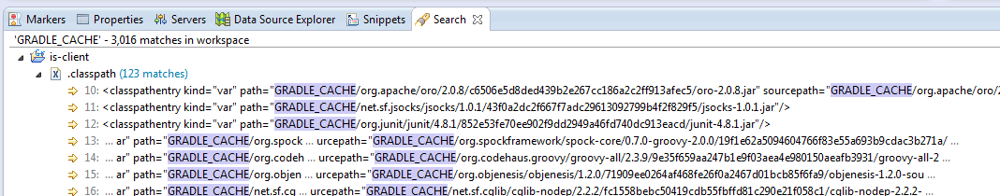 Markers Properties Servers Data Source Explorer Snippets Search
'GRADLE_CACHE' - 3,016 matches in workspace
is-client
.classpath (123 matches)
10: <classpathentry kind="var" path="GRADLE_CACHE/org.apache/oro/2.0.8/c6506e5d8ded439b2e267cc186a2c2ff913afec5/oro-2.0.8.jar" sourcepath="GRADLE_CACHE/org.apache/oro/2
11: <classpathentry kind="var" path="GRADLE_CACHE/net.sf.jsocks/jsocks/1.0.1/43f0a2dc2f667f7adc29613092799b4f2f829f5/jsocks-1.0.1.jar"/>
12: <classpathentry kind="var" path="GRADLE_CACHE/org.junit/junit/4.8.1/852e53fe70ee902f9dd2949a46fd740dc913eacd/junit-4.8.1.jar"/>
13: ... ar" path="GRADLE_CACHE/org.spock ... urcepath="GRADLE_CACHE/org.spockframework/spock-core/0.7.0-groovy-2.0.0/19f1e62a5094604766f83e55a693b9cdac3b271a/
14: ... ar" path="GRADLE_CACHE/org.codeh ... urcepath="GRADLE_CACHE/org.codehaus.groovy/groovy-all/2.3.9/9e35f659aa247b1e9f03aea4e980150aeafb3931/groovy-all-2
15: ... ar" path="GRADLE_CACHE/org.objen ... urcepath="GRADLE_CACHE/org.objenesis/objenesis/1.2.0/71909ee0264af468fe26f0a2467d01bcb85f6fa9/objenesis-1.2.0-sou
16: ... ar" path="GRADLE_CACHE/net.sf.cg ... urcepath="GRADLE_CACHE/net.sf.cglib/cglib-nodep/2.2.2/fc1558bebc50419cdb55fbffd81c290e21f058c1/cglib-nodep-2.2.2-